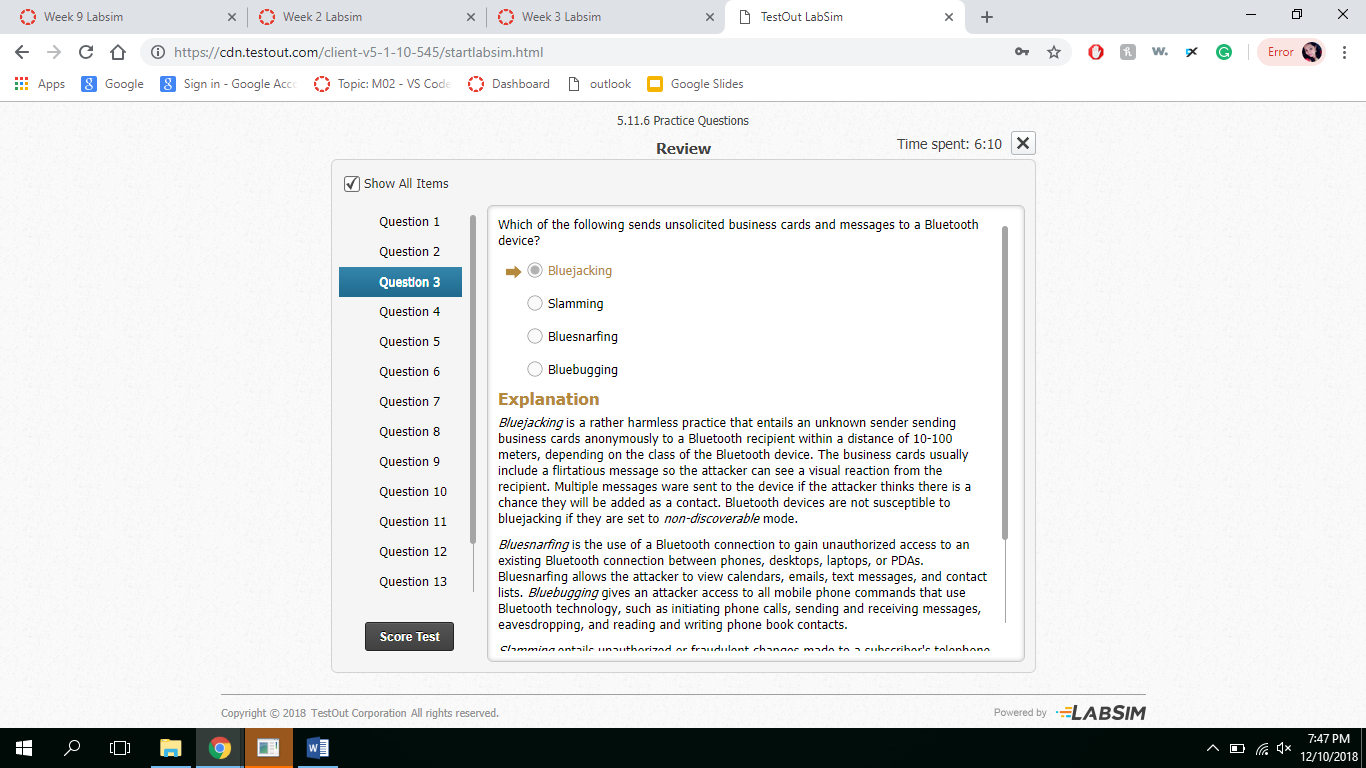 Week 9 Labsim
Week 2 Labsim
Week 3 Labsim
TestOut LabSim
https://cdn.testout.com/client-v5-1-10-545/startlabsim.html
Error
Apps
Google
Sign in - Google Acco
Topic: M02 - VS Code
Dashboard
outlook
Google Slides
5.11.6 Practice Questions
Review
Time spent: 6:10
Show All Items
Question 1
Question 2
Question 3
Question 4
Question 5
Question 6
Question 7
Question 8
Question 9
Question 10
Question 11
Question 12
Question 13
Score Test
Which of the following sends unsolicited business cards and messages to a Bluetooth
device?
Bluejacking
Slamming
Bluesnarfing
Bluebugging
Explanation
Bluejacking is a rather harmless practice that entails an unknown sender sending
business cards anonymously to a Bluetooth recipient within a distance of 10-100
meters, depending on the class of the Bluetooth device. The business cards usually
include a flirtatious message so the attacker can see a visual reaction from the
recipient. Multiple messages ware sent to the device if the attacker thinks there is a
chance they will be added as a contact. Bluetooth devices are not susceptible to
bluejacking if they are set to non-discoverable mode.
Bluesnarfing is the use of a Bluetooth connection to gain unauthorized access to an
existing Bluetooth connection between phones, desktops, laptops, or PDAs.
Bluesnarfing allows the attacker to view calendars, emails, text messages, and contact
lists. Bluebugging gives an attacker access to all mobile phone commands that use
Bluetooth technology, such as initiating phone calls, sending and receiving messages,
eavesdropping, and reading and writing phone book contacts.
Slamming entails unauthorized or fraudulent changes made to a subscriber's telephone
Copyright © 2018 TestOut Corporation All rights reserved.
Powered by LABSIM
7:47 PM
12/10/2018